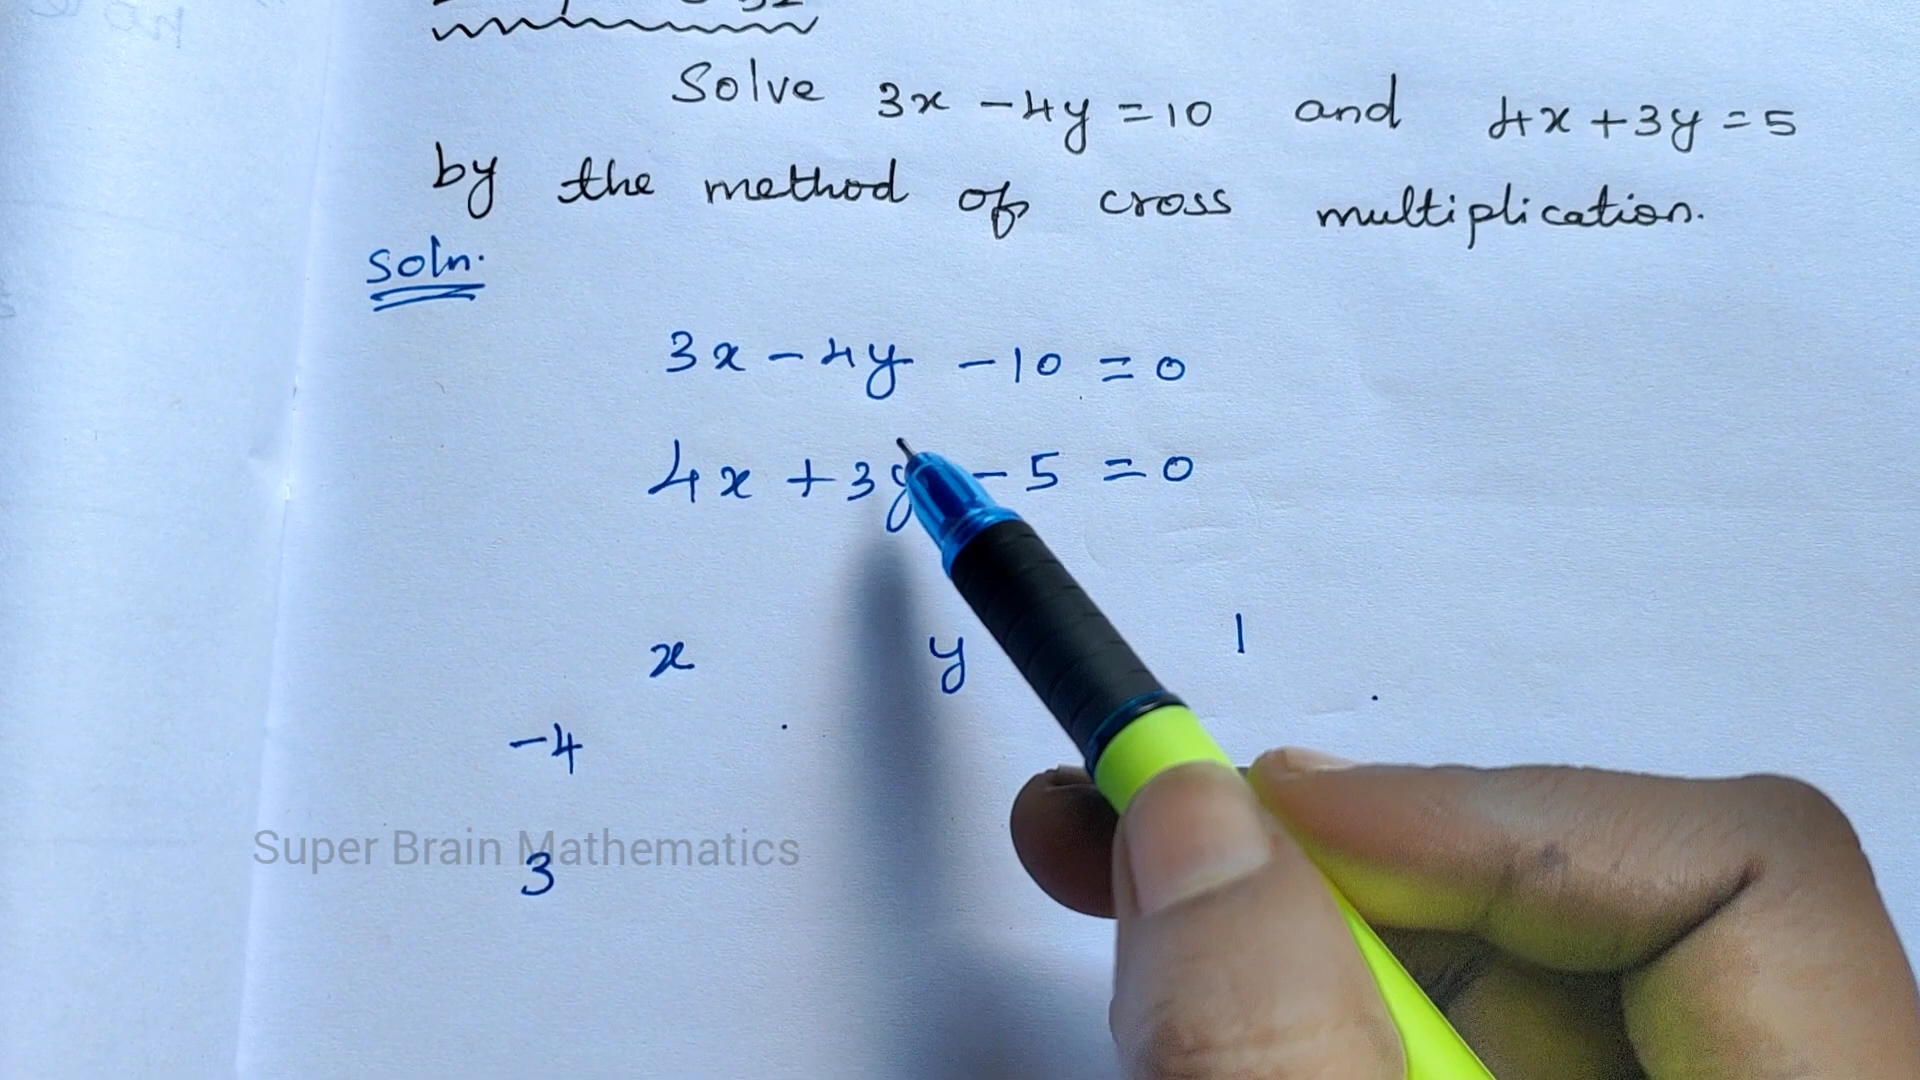 Solve 3x - 4y = 10 and 4x + 3y = 5
by the method of cross multiplication.
Soln.
3x - 4y - 10 = 0
4x + 3y - 5 = 0
x y 1
-4
Super Brain Mathematics
3